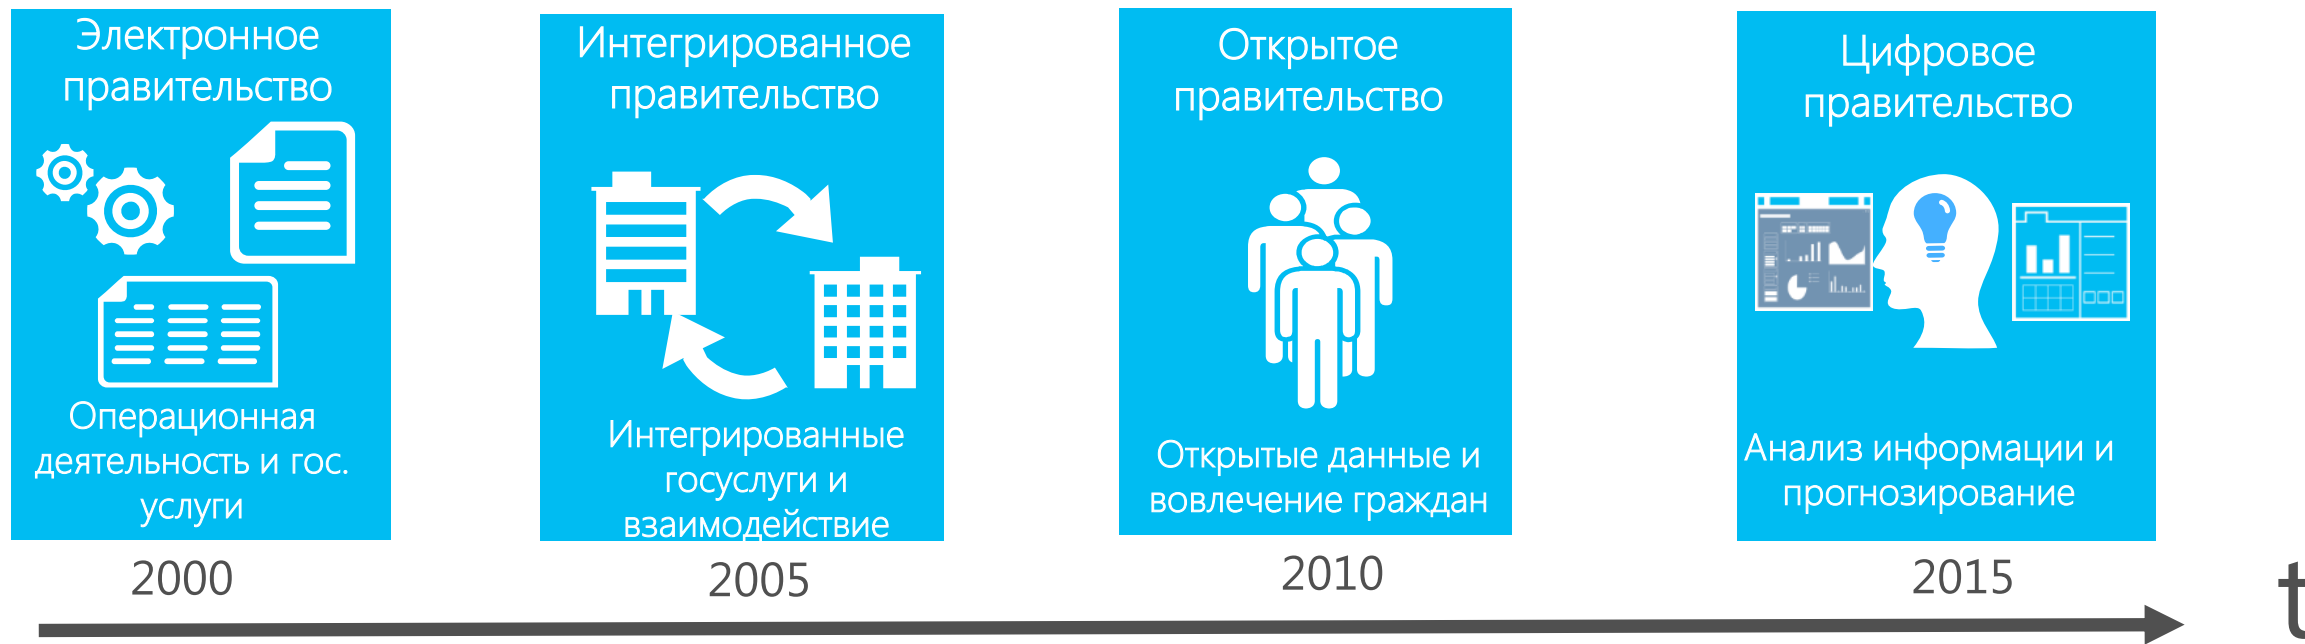 Электронное
правительство
Операционная
деятельность и гос.
услуги
2000
Интегрированное
правительство
Интегрированные
госуслуги и
взаимодействие
2005
Открытое
правительство
Открытые данные и
вовлечение граждан
2010
Цифровое
правительство
Анализ информации и
прогнозирование
2015
t